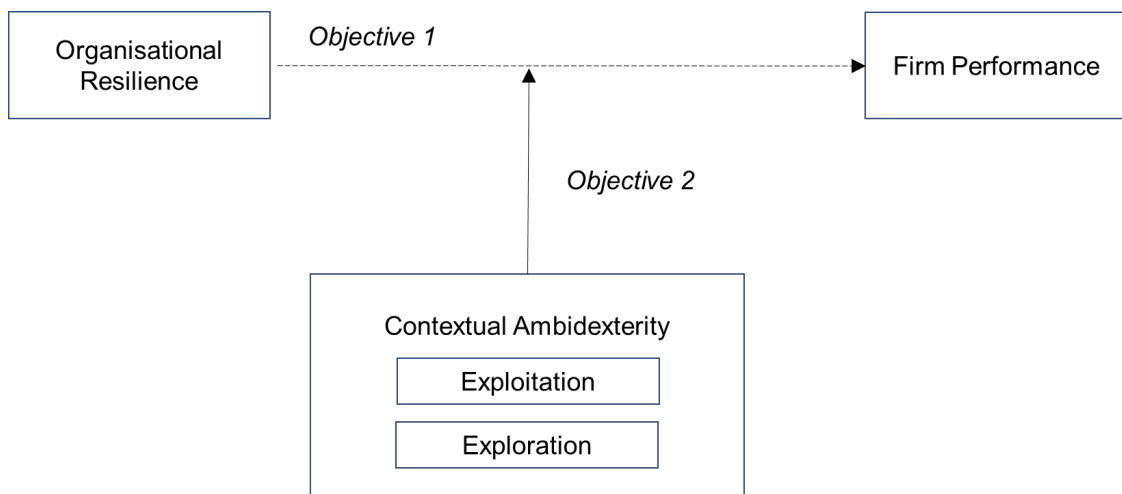 Organisational
Resilience
Objective 1
Firm Performance
Objective 2
Contextual Ambidexterity
Exploitation
Exploration